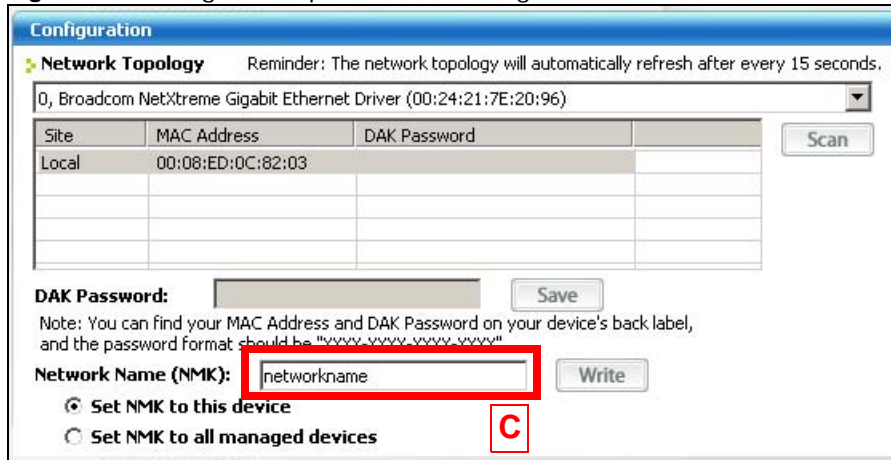 Configuration
Network Topology Reminder: The network topology will automatically refresh after every 15 seconds.
0, Broadcom NetXtreme Gigabit Ethernet Driver (00:24:21:7E:20:96)
Site MAC Address DAK Password
Scan
Local 00:08:ED:0C:82:03
DAK Password: Save
Note: You can find your MAC Address and DAK Password on your device's back label,
and the password format should be "XXXX-XXXX-XXXX-XXXX"
Network Name (NMK): networkname Write
Set NMK to this device
Set NMK to all managed devices
C